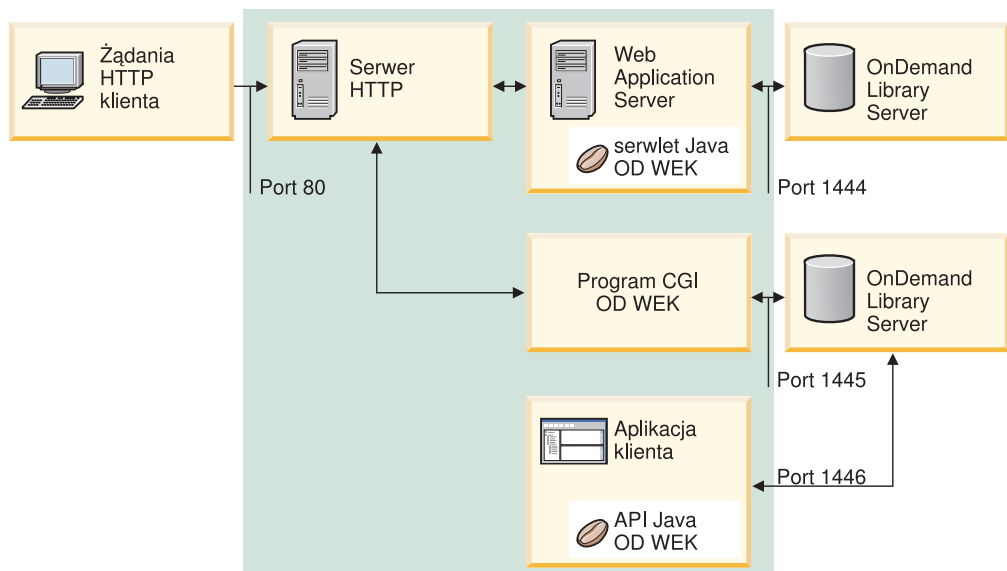 Żądania
HTTP
klienta
Serwer
HTTP
Web
Application
Server
serwlet Java
OD WEK
OnDemand
Library
Server
Port 80
Port 1444
Program CGI
OD WEK
OnDemand
Library
Server
Port 1445
Aplikacja
klienta
API Java
OD WEK
Port 1446